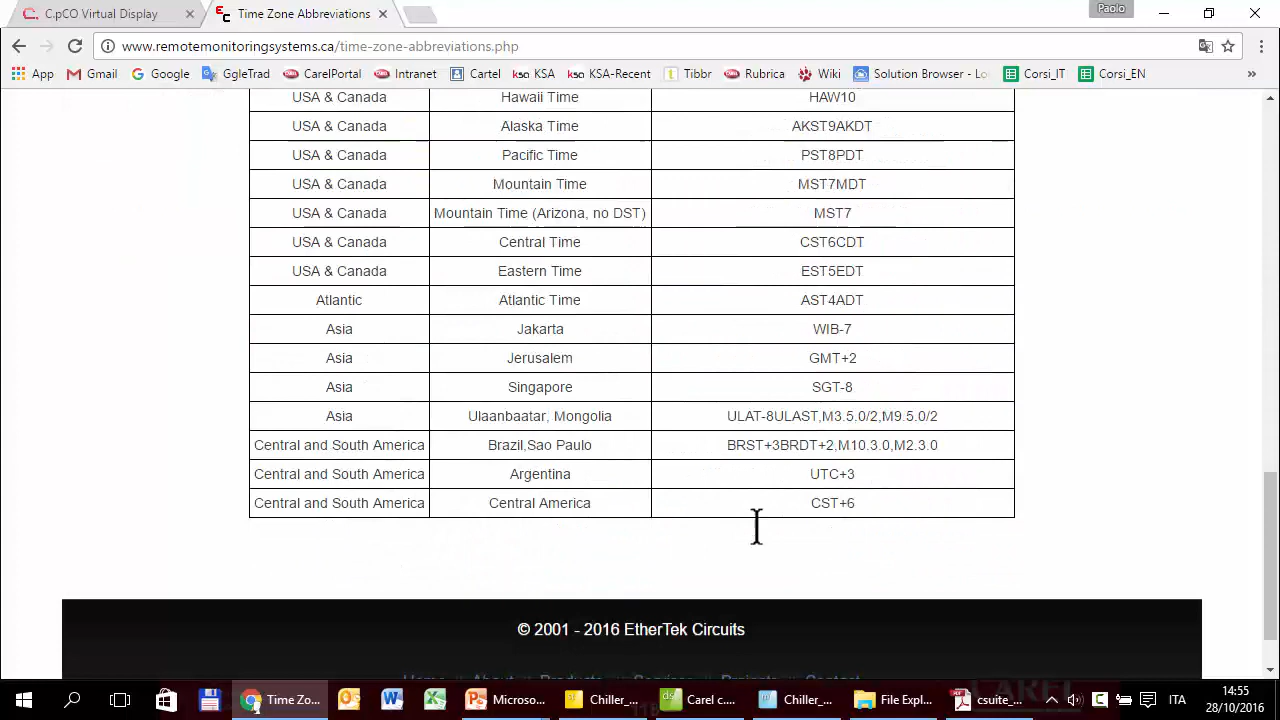 C.pCO Virtual Display
Time Zone Abbreviations
Paolo
www.remotemonitoringsystems.ca/time-zone-abbreviations.php
App Gmail Google GgleTrad CarelPortal Intranet Cartel KSA KSA-Recent Tibbr Rubrica Wiki Solution Browser - Lo Corsi_IT Corsi_EN »
USA & Canada Hawaii Time HAW10
USA & Canada Alaska Time AKST9AKDT
USA & Canada Pacific Time PST8PDT
USA & Canada Mountain Time MST7MDT
USA & Canada Mountain Time (Arizona, no DST) MST7
USA & Canada Central Time CST6CDT
USA & Canada Eastern Time EST5EDT
Atlantic Atlantic Time AST4ADT
Asia Jakarta WIB-7
Asia Jerusalem GMT+2
Asia Singapore SGT-8
Asia Ulaanbaatar, Mongolia ULAT-8ULAST,M3.5.0/2,M9.5.0/2
Central and South America Brazil,Sao Paulo BRST+3BRDT+2,M10.3.0,M2.3.0
Central and South America Argentina UTC+3
Central and South America Central America CST+6
© 2001 - 2016 EtherTek Circuits
Home About Products Services Projects Contact
Time Zo... Microso... Chiller_... Carel c... Chiller_... File Expl... csuite_... ITA
14:55
28/10/2016